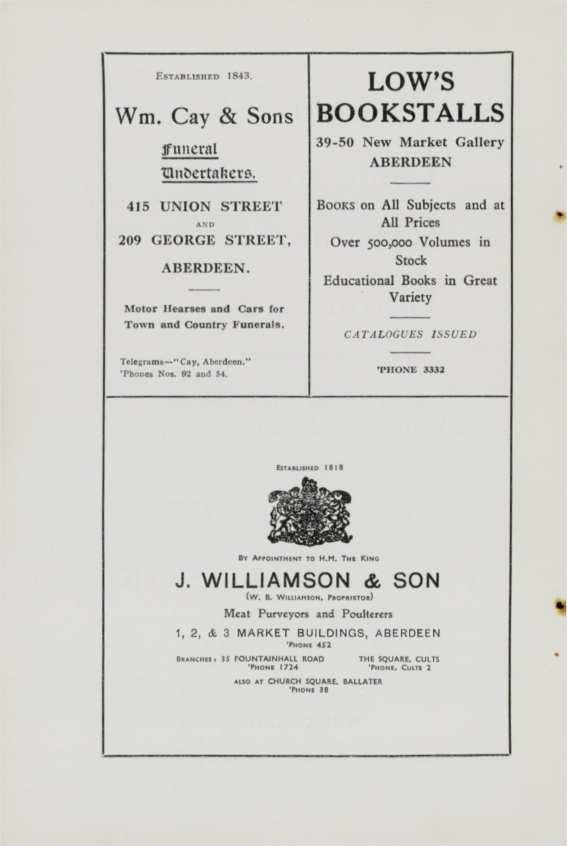 ESTABLISHED 1843.
Wm. Cay & Sons
Funeral
Undertakers.
415 UNION STREET
AND
209 GEORGE STREET,
ABERDEEN.
Motor Hearses and Cars for
Town and Country Funerals.
Telegrams—"Cay, Aberdeen."
'Phones Nos. 92 and 54.
LOW'S
BOOKSTALLS
39-50 New Market Gallery
ABERDEEN
BOOKS on All Subjects and at
All Prices
Over 500,000 Volumes in
Stock
Educational Books in Great
Variety
CATALOGUES ISSUED
'PHONE 3332
ESTABLISHED 1818
BY APPOINTMENT TO H.M. THE KING
J. WILLIAMSON & SON
(W. B. WILLIAMSON, PROPRIETOR)
Meat Purveyors and Poulterers
1, 2, & 3 MARKET BUILDINGS, ABERDEEN
'PHONE 452
BRANCHES: 35 FOUNTAINHALL ROAD THE SQUARE, CULTS
'PHONE 1724 'PHONE, CULTS 2
ALSO AT CHURCH SQUARE, BALLATER
'PHONE 38